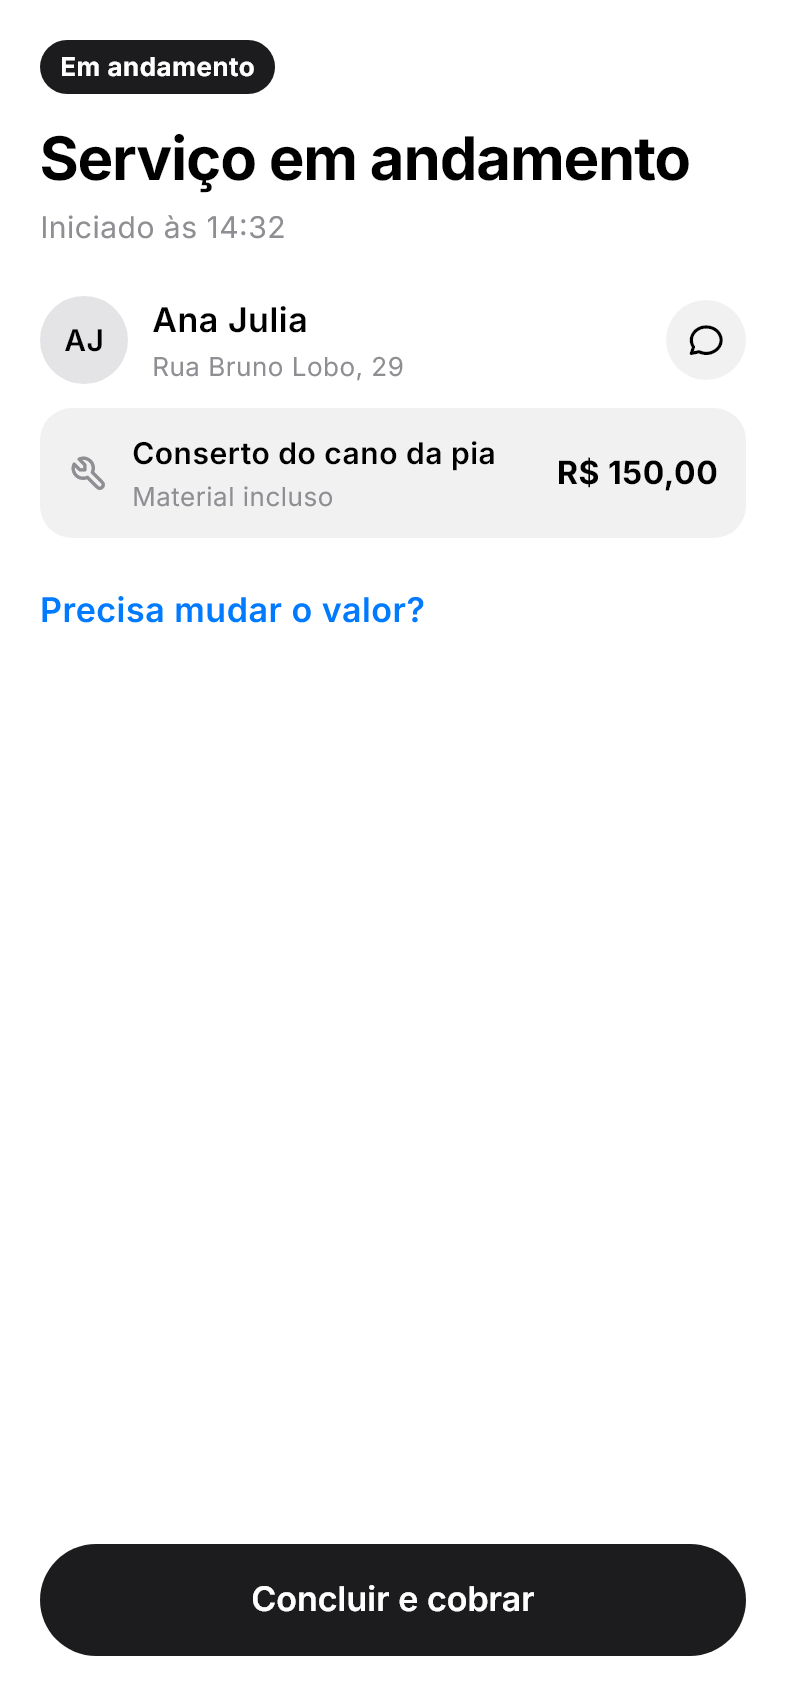 Em andamento
Serviço em andamento
Iniciado às 14:32
AJ
Ana Julia
Rua Bruno Lobo, 29
Conserto do cano da pia
Material incluso
R$ 150,00
Precisa mudar o valor?
Concluir e cobrar